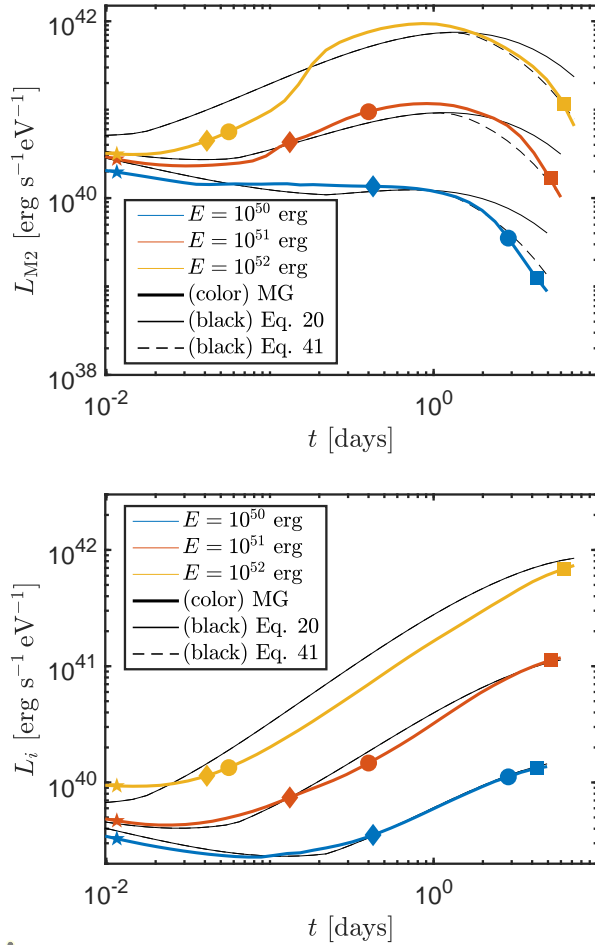 10^42
10^40
10^38
L_M2 [erg s^−1 eV^−1]
E = 10^50 erg
E = 10^51 erg
E = 10^52 erg
(color) MG
(black) Eq. 20
(black) Eq. 41
10^-2
10^0
t [days]
10^42
10^41
10^40
L_i [erg s^−1 eV^−1]
E = 10^50 erg
E = 10^51 erg
E = 10^52 erg
(color) MG
(black) Eq. 20
(black) Eq. 41
10^-2
10^0
t [days]